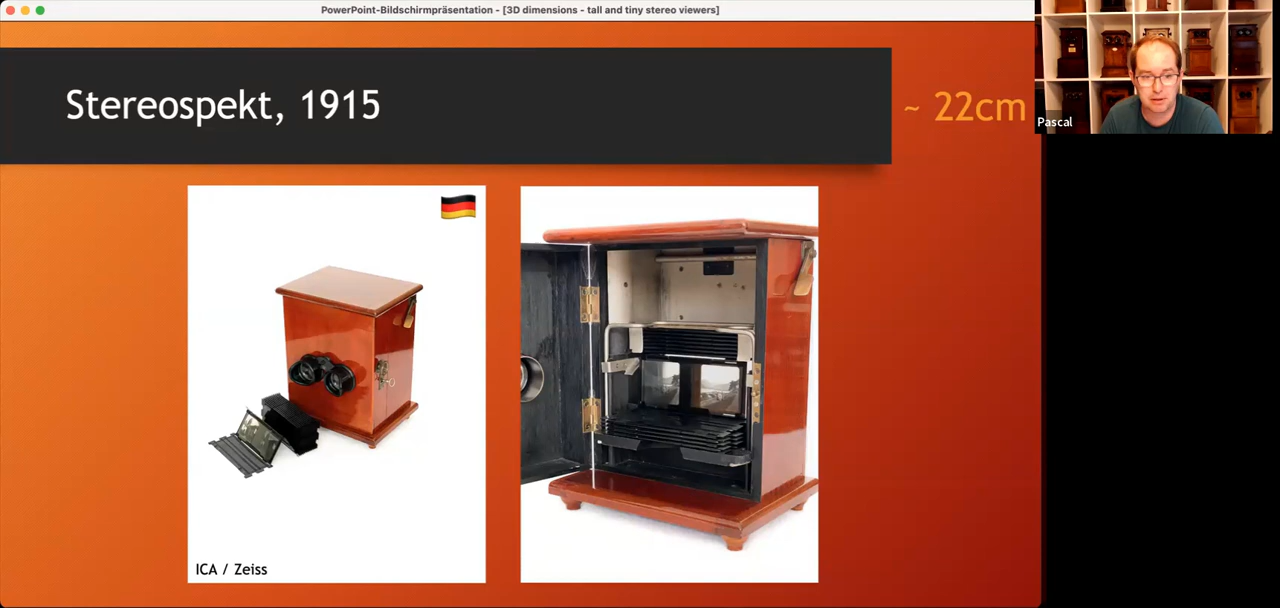 PowerPoint-Bildschirmpräsentation - [3D dimensions - tall and tiny stereo viewers]
Stereospekt, 1915
~ 22cm
Pascal
ICA / Zeiss